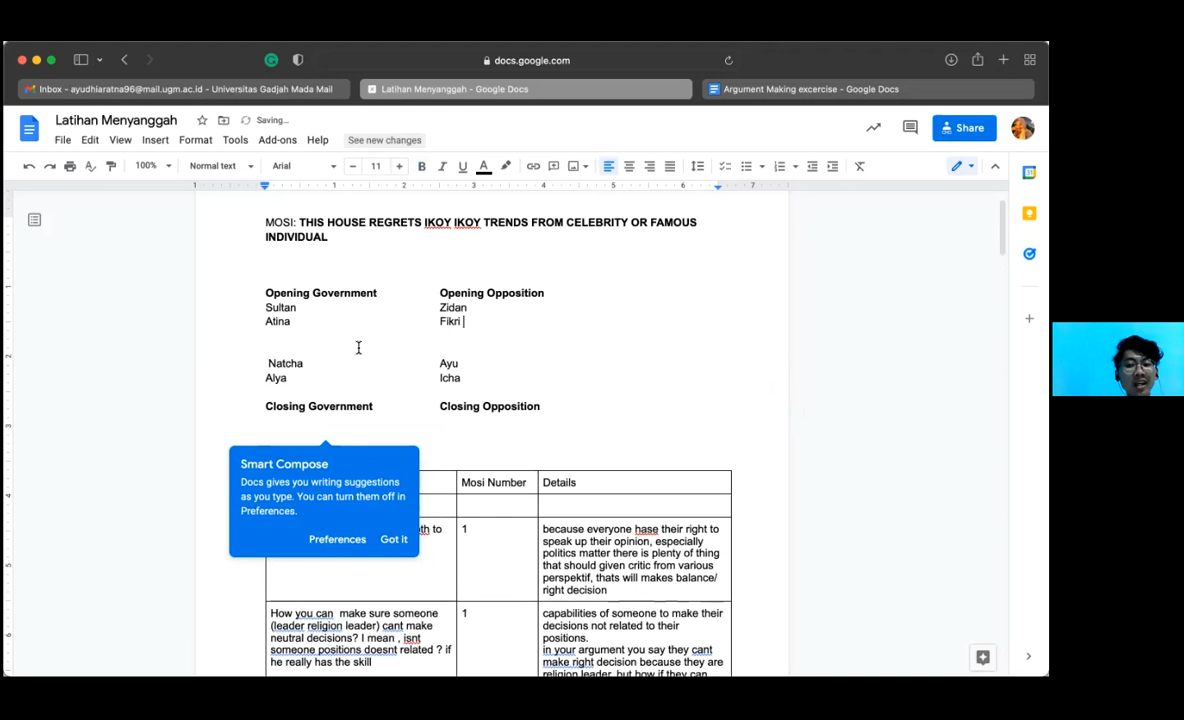 docs.google.com
Inbox - ayudhiaratna96@mail.ugm.ac.id - Universitas Gadjah Mada Mail
Latihan Menyanggah - Google Docs
Argument Making excercise - Google Docs
Latihan Menyanggah
Saving...
File Edit View Insert Format Tools Add-ons Help
See new changes
Share
100%
Normal text
Arial
11
MOSI: THIS HOUSE REGRETS IKOY IKOY TRENDS FROM CELEBRITY OR FAMOUS
INDIVIDUAL
Opening Government Opening Opposition
Sultan Zidan
Atina Fikri
Natcha Ayu
Alya Icha
Closing Government Closing Opposition
Smart Compose
Docs gives you writing suggestions
as you type. You can turn them off in
Preferences.
Preferences Got it
Mosi Number Details
to
1
because everyone hase their right to
speak up their opinion, especially
politics matter there is plenty of thing
that should given critic from various
perspektif, thats will makes balance/
right decision
How you can make sure someone
(leader religion leader) cant make
neutral decisions? I mean , isnt
someone positions doesnt related ? if
he really has the skill
1
capabilities of someone to make their
decisions not related to their
positions.
in your argument you say they cant
make right decision because they are
religion leader, but how if they can